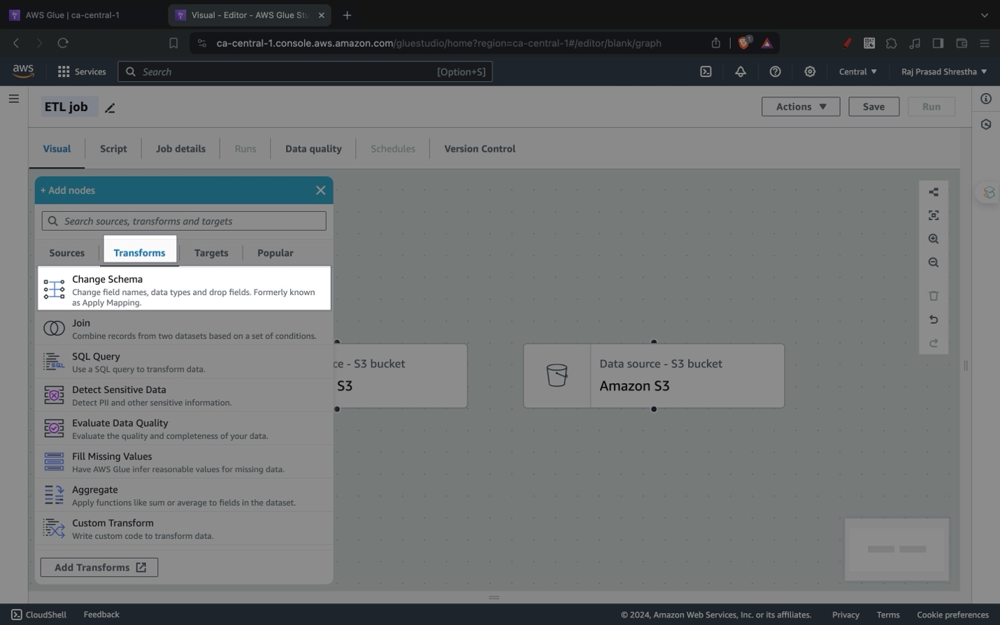 AWS Glue | ca-central-1
Visual - Editor - AWS Glue Stu
ca-central-1.console.aws.amazon.com/gluestudio/home?region=ca-central-1#/editor/blank/graph
1
aws
Services
Search
[Option+S]
Central ▼
Raj Prasad Shrestha ▼
ETL job
Actions ▼
Save
Run
Visual
Script
Job details
Runs
Data quality
Schedules
Version Control
+ Add nodes
Search sources, transforms and targets
Sources
Transforms
Targets
Popular
Change Schema
Change field names, data types and drop fields. Formerly known
as Apply Mapping.
Join
Combine records from two datasets based on a set of conditions.
SQL Query
Use a SQL query to transform data.
Detect Sensitive Data
Detect PII and other sensitive information.
Evaluate Data Quality
Evaluate the quality and completeness of your data.
Fill Missing Values
Have AWS Glue infer reasonable values for missing data.
Aggregate
Apply functions like sum or average to fields in the dataset.
Custom Transform
Write custom code to transform data.
Add Transforms
ce - S3 bucket
S3
Data source - S3 bucket
Amazon S3
CloudShell
Feedback
© 2024, Amazon Web Services, Inc. or its affiliates.
Privacy
Terms
Cookie preferences